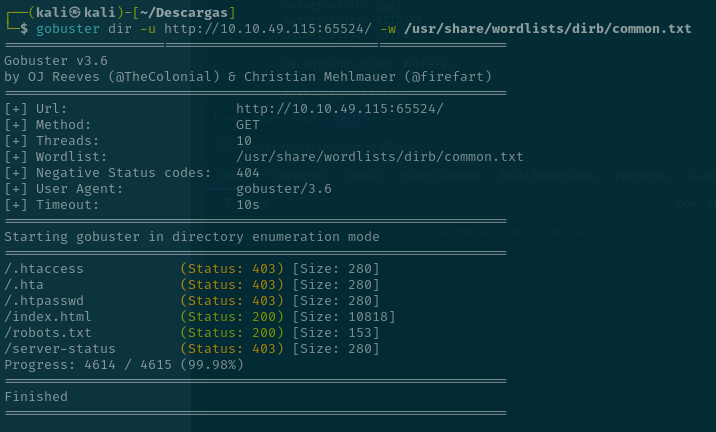 ┌──(kali㉿kali)-[~/Descargas]
└─$ gobuster dir -u http://10.10.49.115:65524/ -w /usr/share/wordlists/dirb/common.txt
===============================================================
Gobuster v3.6
by OJ Reeves (@TheColonial) & Christian Mehlmauer (@firefart)
===============================================================
[+] Url:                     http://10.10.49.115:65524/
[+] Method:                  GET
[+] Threads:                 10
[+] Wordlist:                /usr/share/wordlists/dirb/common.txt
[+] Negative Status codes:   404
[+] User Agent:              gobuster/3.6
[+] Timeout:                 10s
===============================================================
Starting gobuster in directory enumeration mode
===============================================================
/.htaccess            (Status: 403) [Size: 280]
/.hta                 (Status: 403) [Size: 280]
/.htpasswd            (Status: 403) [Size: 280]
/index.html           (Status: 200) [Size: 10818]
/robots.txt           (Status: 200) [Size: 153]
/server-status        (Status: 403) [Size: 280]
Progress: 4614 / 4615 (99.98%)
===============================================================
Finished
===============================================================